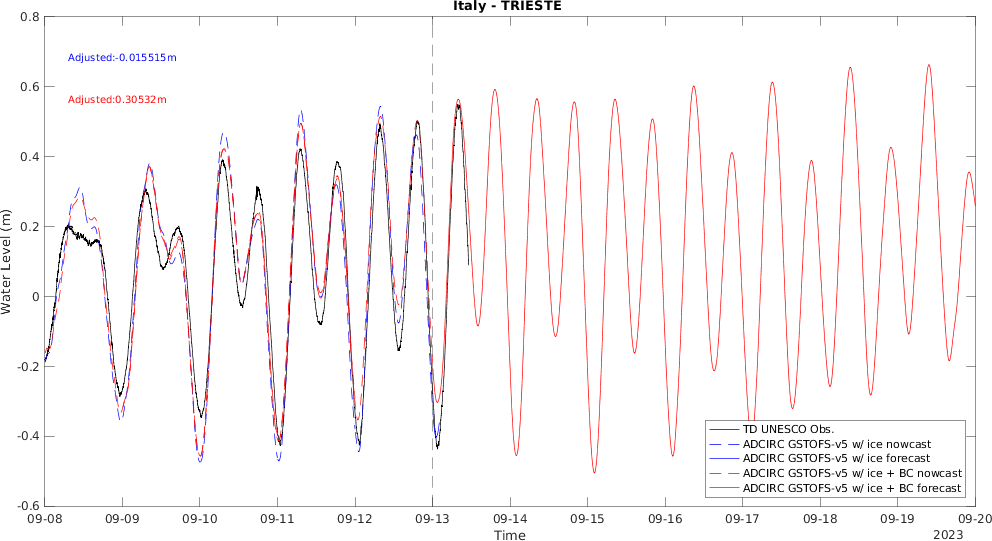 Italy - TRIESTE
Adjusted:-0.015515m
Adjusted:0.30532m
Water Level (m)
0.8
0.6
0.4
0.2
0
-0.2
-0.4
-0.6
TD UNESCO Obs.
ADCIRC GSTOFS-v5 w/ ice nowcast
ADCIRC GSTOFS-v5 w/ ice forecast
ADCIRC GSTOFS-v5 w/ ice + BC nowcast
ADCIRC GSTOFS-v5 w/ ice + BC forecast
09-08 09-09 09-10 09-11 09-12 09-13 09-14 09-15 09-16 09-17 09-18 09-19 09-20
Time
2023